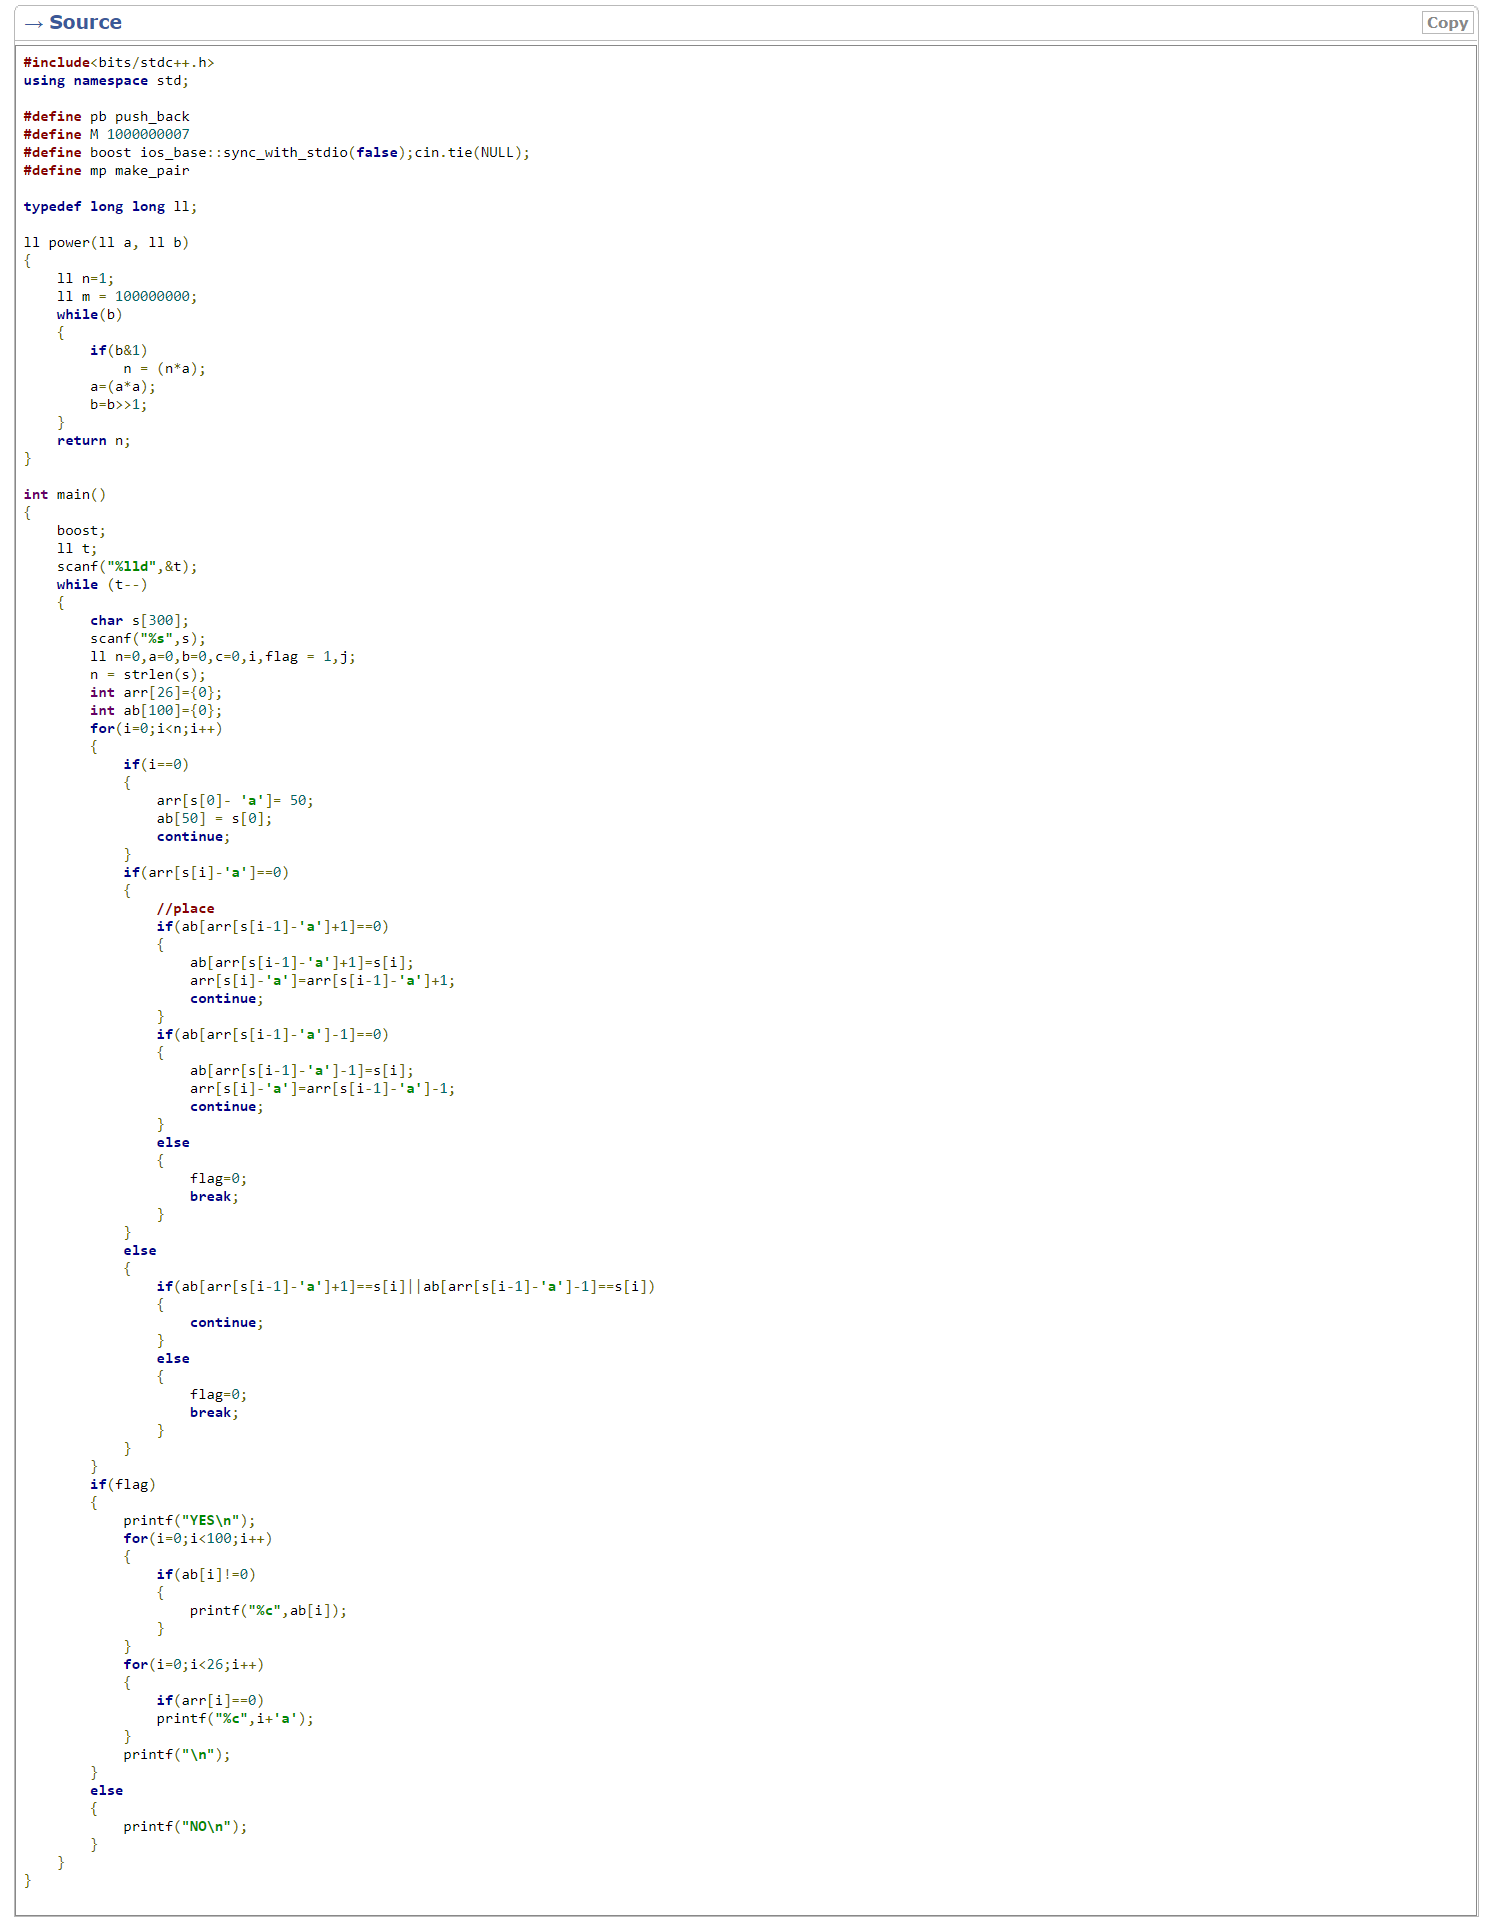 → Source
Copy
#include<bits/stdc++.h>
using namespace std;

#define pb push_back
#define M 1000000007
#define boost ios_base::sync_with_stdio(false);cin.tie(NULL);
#define mp make_pair

typedef long long ll;

ll power(ll a, ll b)
{
    ll n=1;
    ll m = 100000000;
    while(b)
    {
        if(b&1)
            n = (n*a);
        a=(a*a);
        b=b>>1;
    }
    return n;
}

int main()
{
    boost;
    ll t;
    scanf("%lld",&t);
    while (t--)
    {
        char s[300];
        scanf("%s",s);
        ll n=0,a=0,b=0,c=0,i,flag = 1,j;
        n = strlen(s);
        int arr[26]={0};
        int ab[100]={0};
        for(i=0;i<n;i++)
        {
            if(i==0)
            {
                arr[s[0]- 'a']= 50;
                ab[50] = s[0];
                continue;
            }
            if(arr[s[i]-'a']==0)
            {
                //place
                if(ab[arr[s[i-1]-'a']+1]==0)
                {
                    ab[arr[s[i-1]-'a']+1]=s[i];
                    arr[s[i]-'a']=arr[s[i-1]-'a']+1;
                    continue;
                }
                if(ab[arr[s[i-1]-'a']-1]==0)
                {
                    ab[arr[s[i-1]-'a']-1]=s[i];
                    arr[s[i]-'a']=arr[s[i-1]-'a']-1;
                    continue;
                }
                else
                {
                    flag=0;
                    break;
                }
            }
            else
            {
                if(ab[arr[s[i-1]-'a']+1]==s[i]||ab[arr[s[i-1]-'a']-1]==s[i])
                {
                    continue;
                }
                else
                {
                    flag=0;
                    break;
                }
            }
        }
        if(flag)
        {
            printf("YES\n");
            for(i=0;i<100;i++)
            {
                if(ab[i]!=0)
                {
                    printf("%c",ab[i]);
                }
            }
            for(i=0;i<26;i++)
            {
                if(arr[i]==0)
                printf("%c",i+'a');
            }
            printf("\n");
        }
        else
        {
            printf("NO\n");
        }
    }
}